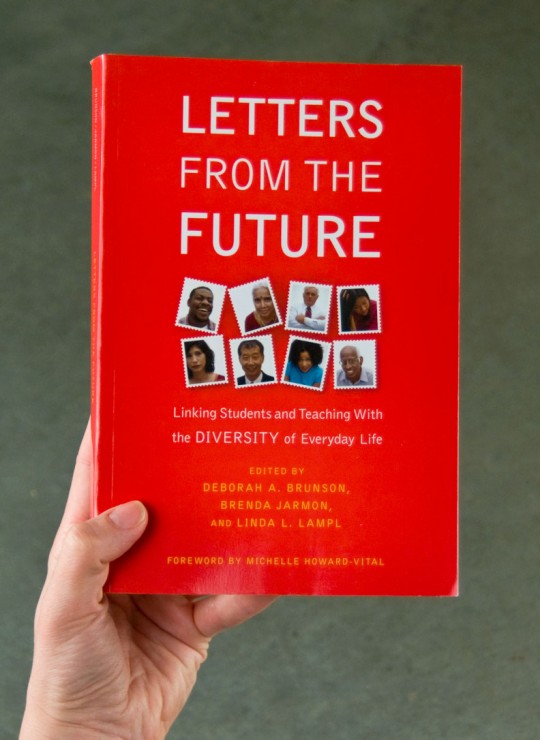 LETTERS
FROM THE
FUTURE
Linking Students and Teaching With
the DIVERSITY of Everyday Life
EDITED BY
DEBORAH A. BRUNSON,
BRENDA JARMON,
AND LINDA L. LAMPL
FOREWORD BY MICHELLE HOWARD-VITAL